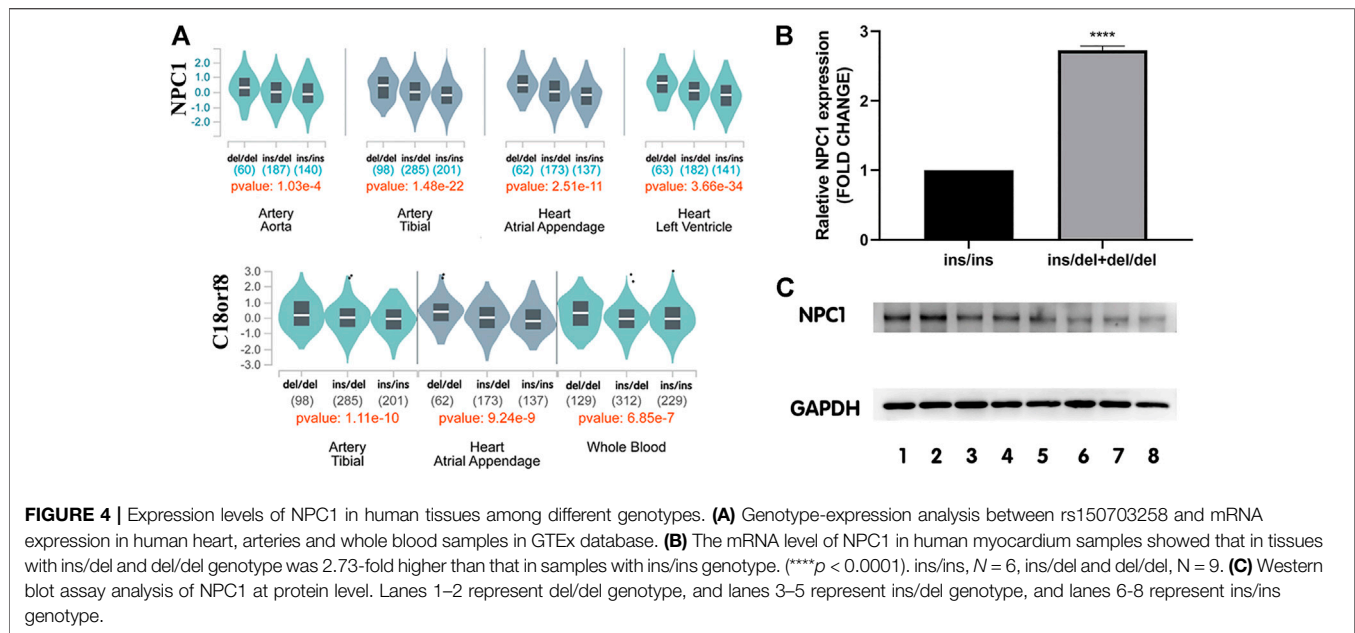 A
NPC1
2.0
1.0
0.0
-1.0
-2.0
del/del ins/del ins/ins
(60) (187) (140)
pvalue: 1.03e-4
Artery
Aorta
del/del ins/del ins/ins
(98) (285) (201)
pvalue: 1.48e-22
Artery
Tibial
del/del ins/del ins/ins
(62) (173) (137)
pvalue: 2.51e-11
Heart
Atrial Appendage
del/del ins/del ins/ins
(63) (182) (141)
pvalue: 3.66e-34
Heart
Left Ventricle
C18orf8
3.0
2.0
1.0
0.0
-1.0
-2.0
-3.0
del/del ins/del ins/ins
(98) (285) (201)
pvalue: 1.11e-10
Artery
Tibial
del/del ins/del ins/ins
(62) (173) (137)
pvalue: 9.24e-9
Heart
Atrial Appendage
del/del ins/del ins/ins
(129) (312) (229)
pvalue: 6.85e-7
Whole Blood
B
Raletive NPC1 expression
(FOLD CHANGE)
3
2
1
0
****
ins/ins ins/del+del/del
C
NPC1
GAPDH
1 2 3 4 5 6 7 8
FIGURE 4 | Expression levels of NPC1 in human tissues among different genotypes. (A) Genotype-expression analysis between rs150703258 and mRNA
expression in human heart, arteries and whole blood samples in GTEx database. (B) The mRNA level of NPC1 in human myocardium samples showed that in tissues
with ins/del and del/del genotype was 2.73-fold higher than that in samples with ins/ins genotype. (****p < 0.0001). ins/ins, N = 6, ins/del and del/del, N = 9. (C) Western
blot assay analysis of NPC1 at protein level. Lanes 1–2 represent del/del genotype, and lanes 3–5 represent ins/del genotype, and lanes 6-8 represent ins/ins
genotype.